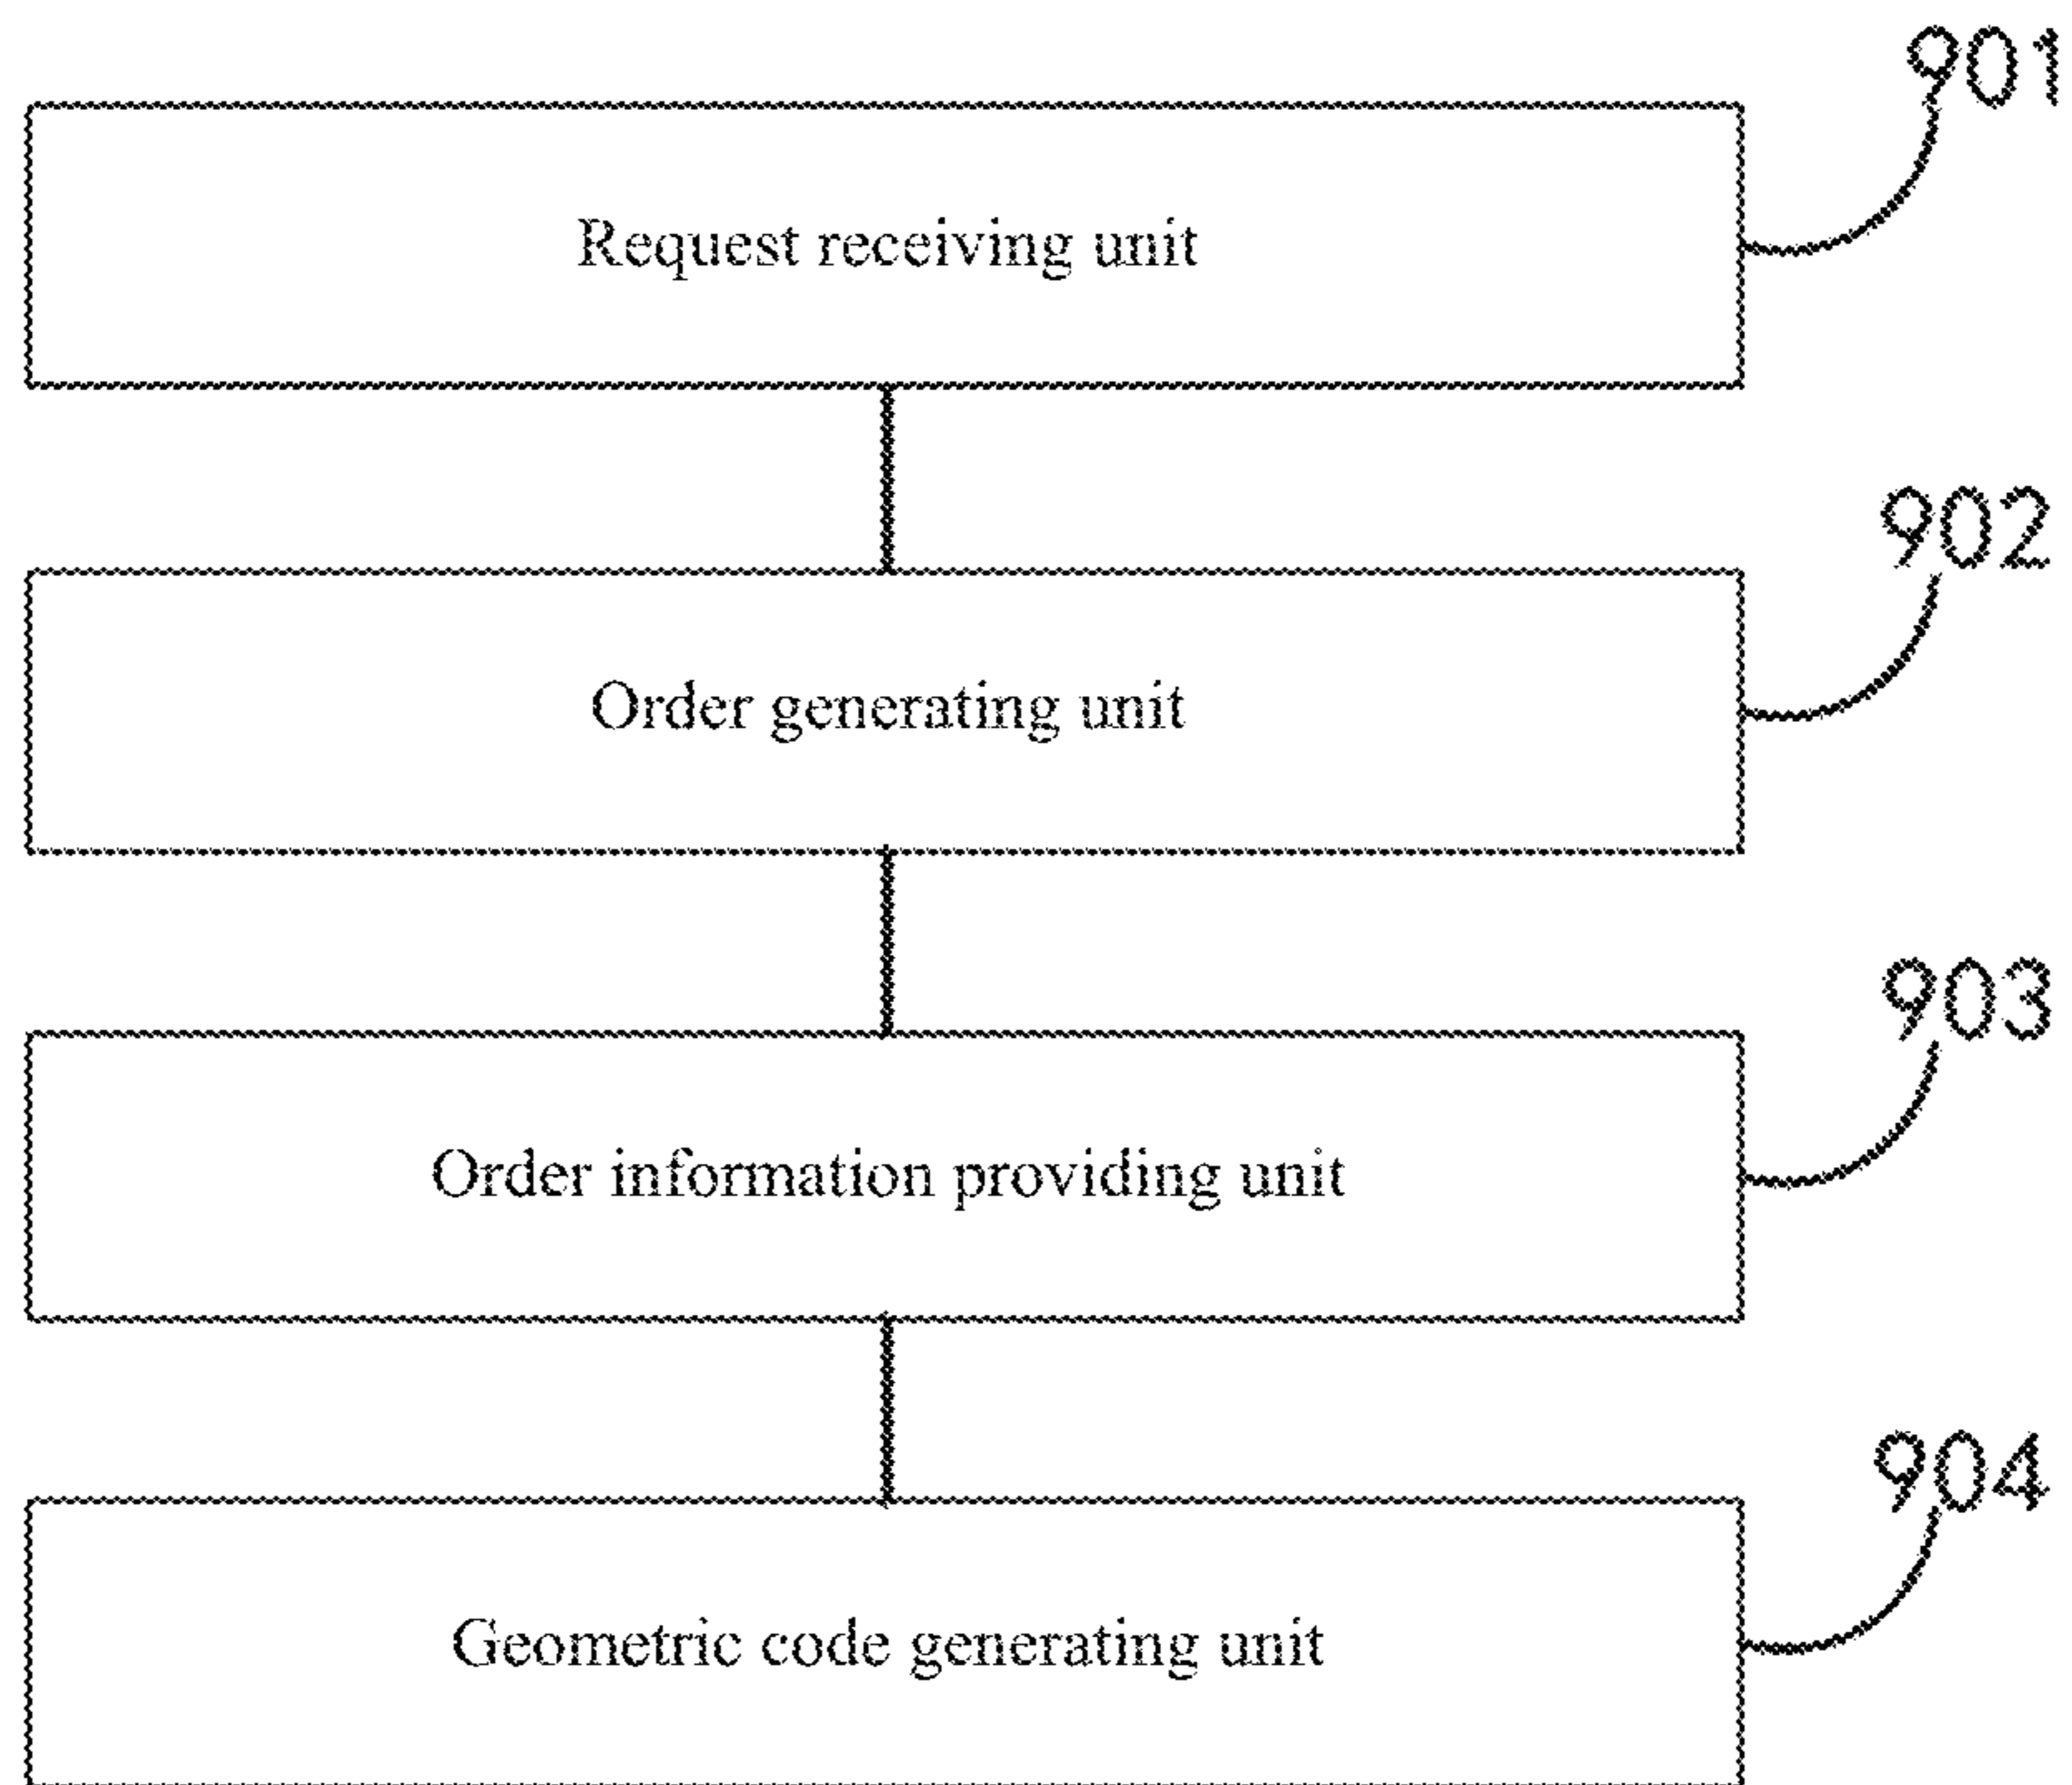 901
Request receiving unit
902
Order generating unit
903
Order information providing unit
904
Geometric code generating unit